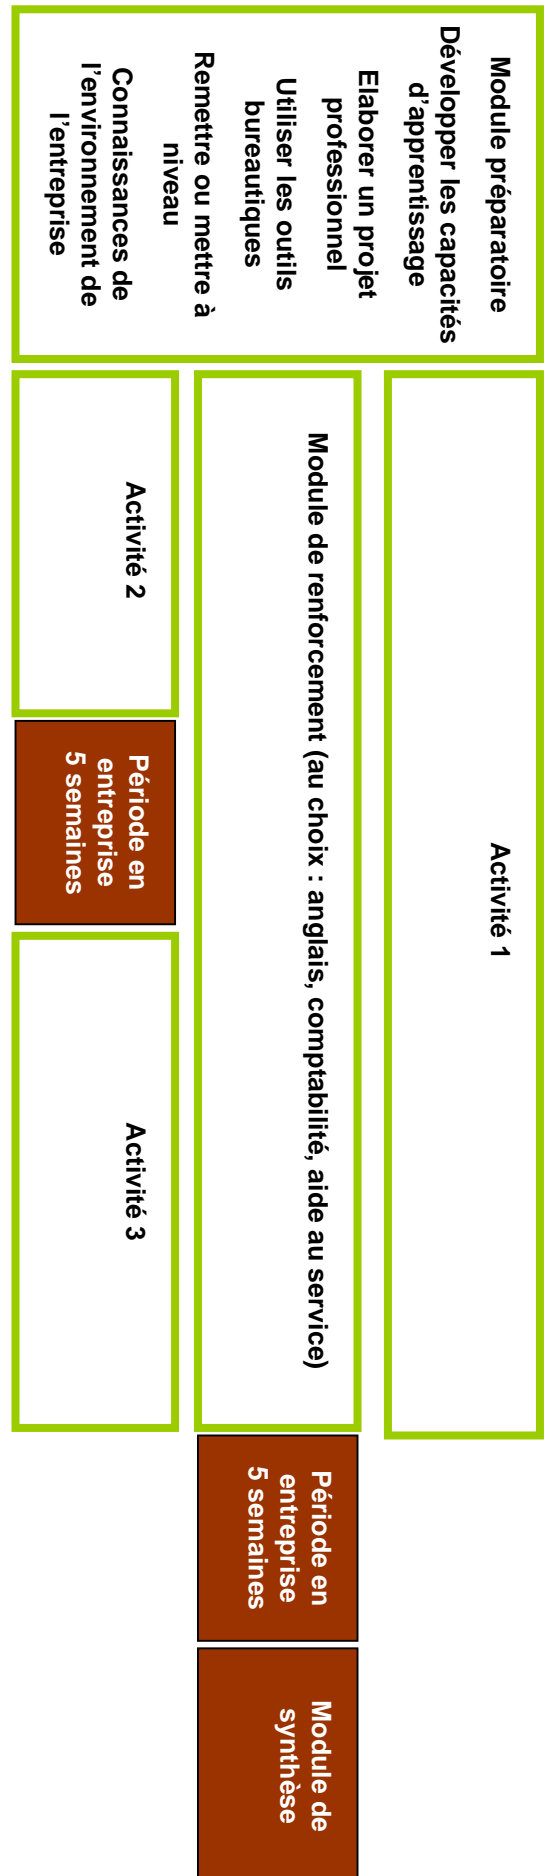 Module préparatoire
Développer les capacités
d'apprentissage
Elaborer un projet
professionnel
Utiliser les outils
bureautiques
Remettre ou mettre à
niveau
Connaissances de
l'environnement de
l'entreprise
Activité 1
Module de renforcement (au choix : anglais, comptabilité, aide au service)
Activité 2
Période en
entreprise
5 semaines
Activité 3
Période en
entreprise
5 semaines
Module de
synthèse